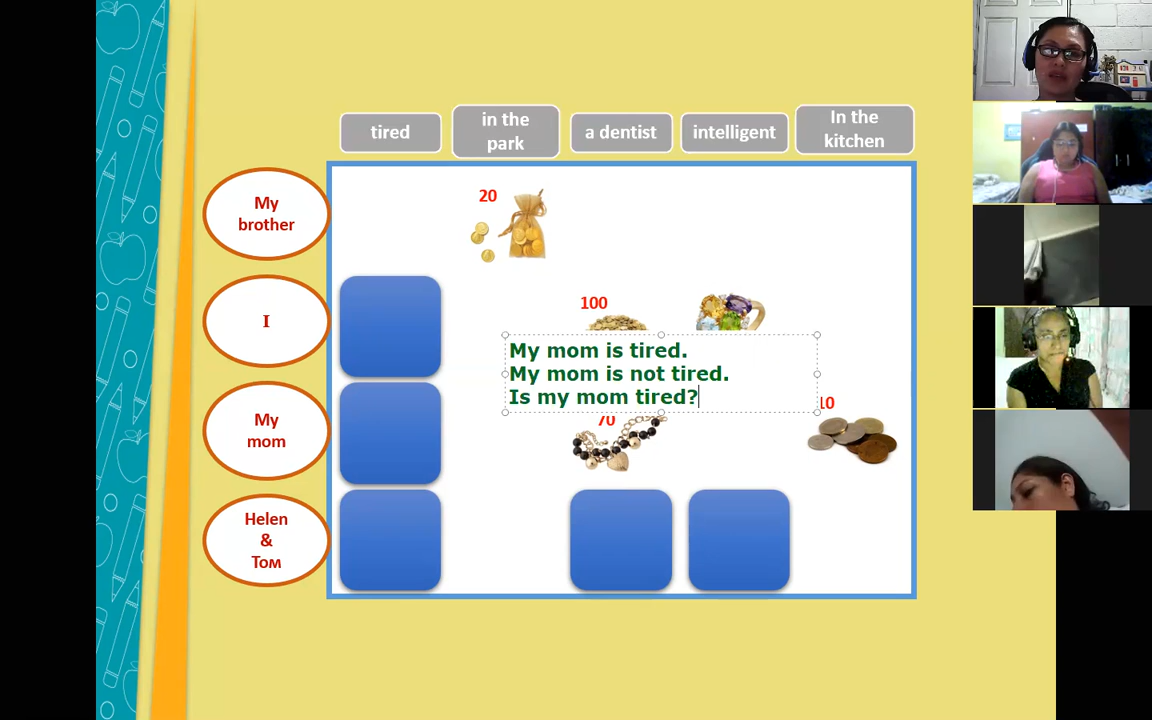 tired
in the
park
a dentist
intelligent
In the
kitchen
My
brother
20
I
100
My mom is tired.
My mom is not tired.
Is my mom tired?
10
My
mom
70
Helen
&
Tom